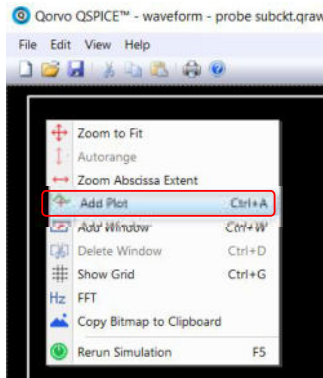 Qorvo QSPICE™ - waveform - probe subckt.qraw
File Edit View Help
Zoom to Fit
Autorange
Zoom Abscissa Extent
Add Plot Ctrl+A
Add Window Ctrl+W
Delete Window Ctrl+D
Show Grid Ctrl+G
Hz FFT
Copy Bitmap to Clipboard
Rerun Simulation F5